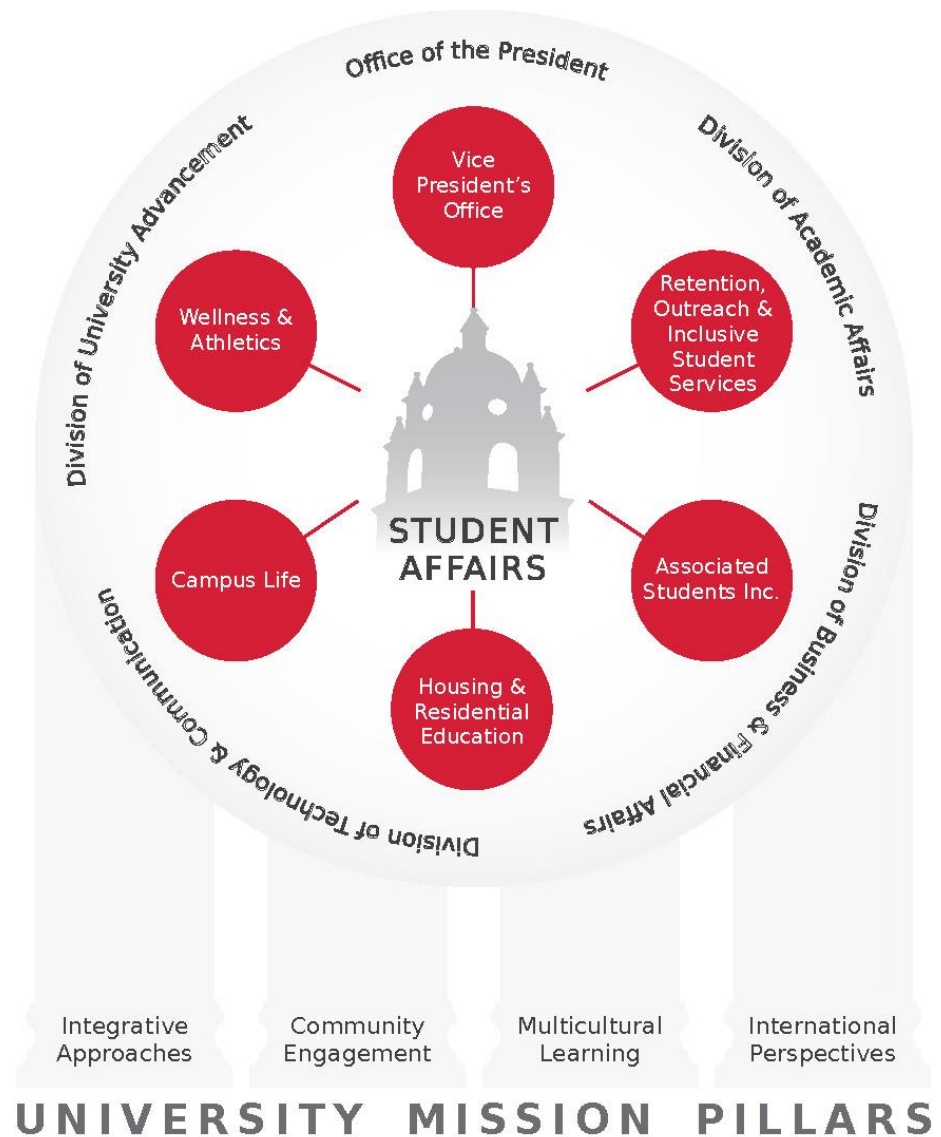 Office of the President
Division of University Advancement
Division of Academic Affairs
Vice
President’s
Office
Wellness &
Athletics
Retention,
Outreach &
Inclusive
Student
Services
STUDENT
AFFAIRS
Campus Life
Associated
Students Inc.
Housing &
Residential
Education
Division of Technology & Communication
Division of Business & Financial Affairs
Integrative
Approaches
Community
Engagement
Multicultural
Learning
International
Perspectives
UNIVERSITY MISSION PILLARS